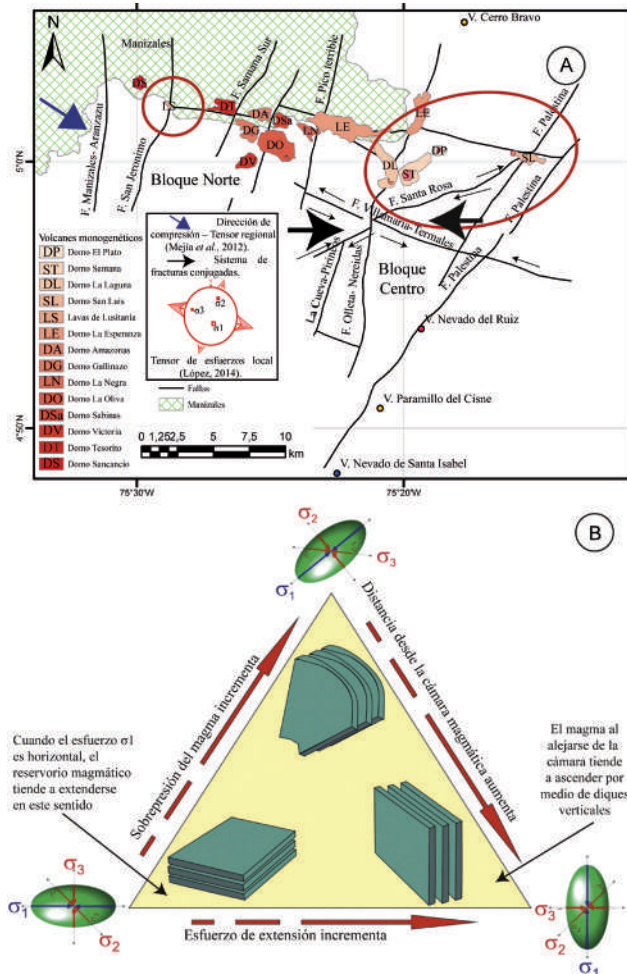 A
N
V. Cerro Bravo
Manizales
F. Samana Sur
F. Pico terrible
F. Manizales- Aranzazu
F. San Jeronimo
DS
LS
DT
DA
DG
DSa
DO
DV
LN
LE
LE
DL
ST
DP
SL
F. Palestina
F. Palestina
F. Palestina
F. Santa Rosa
F. Villamaria-Termales
Bloque Norte
Bloque
Centro
La Cueva-Pirineos
F. Olleta- Nereidas
V. Nevado del Ruiz
V. Paramillo del Cisne
V. Nevado de Santa Isabel
5°0'N
4°50'N
75°30'W
75°20'W
Dirección de
compresión – Tensor regional
(Mejía et al., 2012).
Sistema de
fracturas conjugadas.
σ2
σ3
σ1
Tensor de esfuerzos local
(López, 2014).
Fallas
Manizales
0 1,25 2,5 5 7,5 10
km
Volcanes monogenéticos
DP Domo El Plato
ST Domo Santana
DL Domo La Laguna
SL Domo San Luis
LS Lavas de Lusitania
LE Domo La Esperanza
DA Domo Amazonas
DG Domo Gallinazo
LN Domo La Negra
DO Domo La Oliva
DSa Domo Sabinas
DV Domo Victoria
DT Domo Tesorito
DS Domo Sancancio
B
σ2
σ3
σ1
Sobrepresión del magma incrementa
Distancia desde la cámara magmática aumenta
Cuando el esfuerzo σ1
es horizontal, el
reservorio magmático
tiende a extenderse
en este sentido
El magma al
alejarse de la
cámara tiende
a ascender por
medio de diques
verticales
σ3
σ1
σ2
Esfuerzo de extensión incrementa
σ3
σ2
σ1